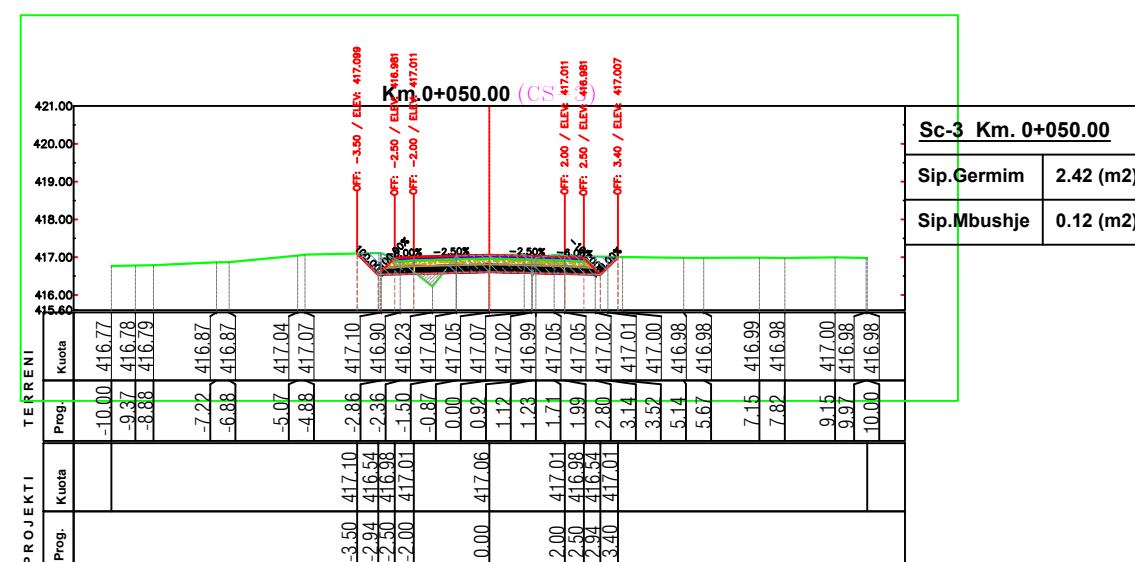 OFF: -3.50 / ELEV: 417.099
OFF: -2.50 / ELEV: 416.981
OFF: -2.00 / ELEV: 417.011
OFF: 2.00 / ELEV: 417.011
OFF: 2.50 / ELEV: 416.981
OFF: 3.40 / ELEV: 417.007
Km.0+050.00 (CS-3)
421.00
420.00
419.00
418.00
417.00
416.00
415.60
-2.50% -2.50%
Sc-3 Km. 0+050.00
Sip.Germim 2.42 (m2)
Sip.Mbushje 0.12 (m2)
TERRENI
Kuota 416.77 416.78 416.79 416.87 416.87 417.04 417.07 417.10 416.90 416.23 417.04 417.05 417.07 417.02 416.99 417.05 417.05 417.02 417.01 417.00 416.98 416.98 416.99 416.98 417.00 416.98 416.98
Prog. -10.00 -9.37 -8.88 -7.22 -6.88 -5.07 -4.88 -2.86 -2.36 -1.50 -0.87 0.00 0.92 1.12 1.23 1.71 1.99 2.80 3.14 3.52 5.14 5.67 7.15 7.82 9.15 9.97 10.00
PROJEKTI
Kuota 417.10 416.54 416.98 417.01 417.06 417.01 416.98 416.54 417.01
Prog. -3.50 -2.94 -2.50 -2.00 0.00 2.00 2.50 2.94 3.40